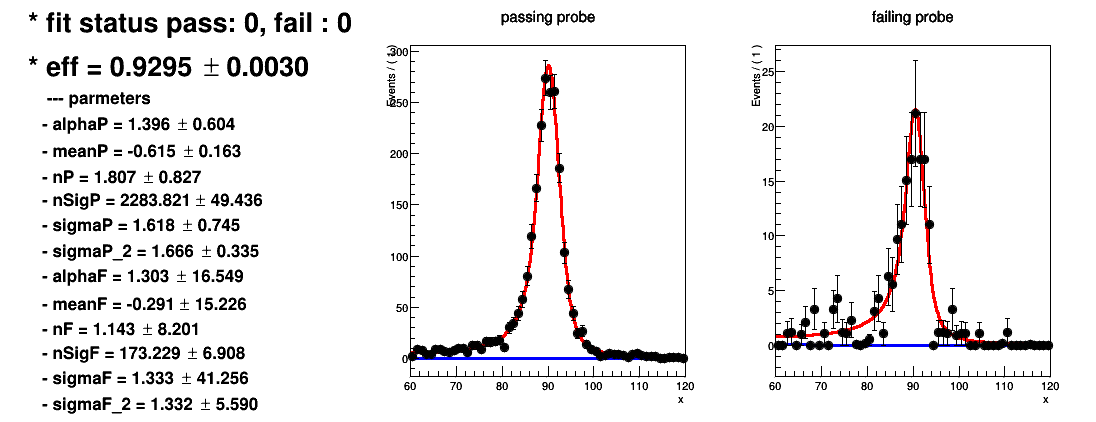 * fit status pass: 0, fail : 0
* eff = 0.9295 ± 0.0030
--- parmeters
- alphaP = 1.396 ± 0.604
- meanP = -0.615 ± 0.163
- nP = 1.807 ± 0.827
- nSigP = 2283.821 ± 49.436
- sigmaP = 1.618 ± 0.745
- sigmaP_2 = 1.666 ± 0.335
- alphaF = 1.303 ± 16.549
- meanF = -0.291 ± 15.226
- nF = 1.143 ± 8.201
- nSigF = 173.229 ± 6.908
- sigmaF = 1.333 ± 41.256
- sigmaF_2 = 1.332 ± 5.590
passing probe
Events / ( 1 )
300
250
200
150
100
50
0
60 70 80 90 100 110 120
x
failing probe
Events / ( 1 )
25
20
15
10
5
0
60 70 80 90 100 110 120
x